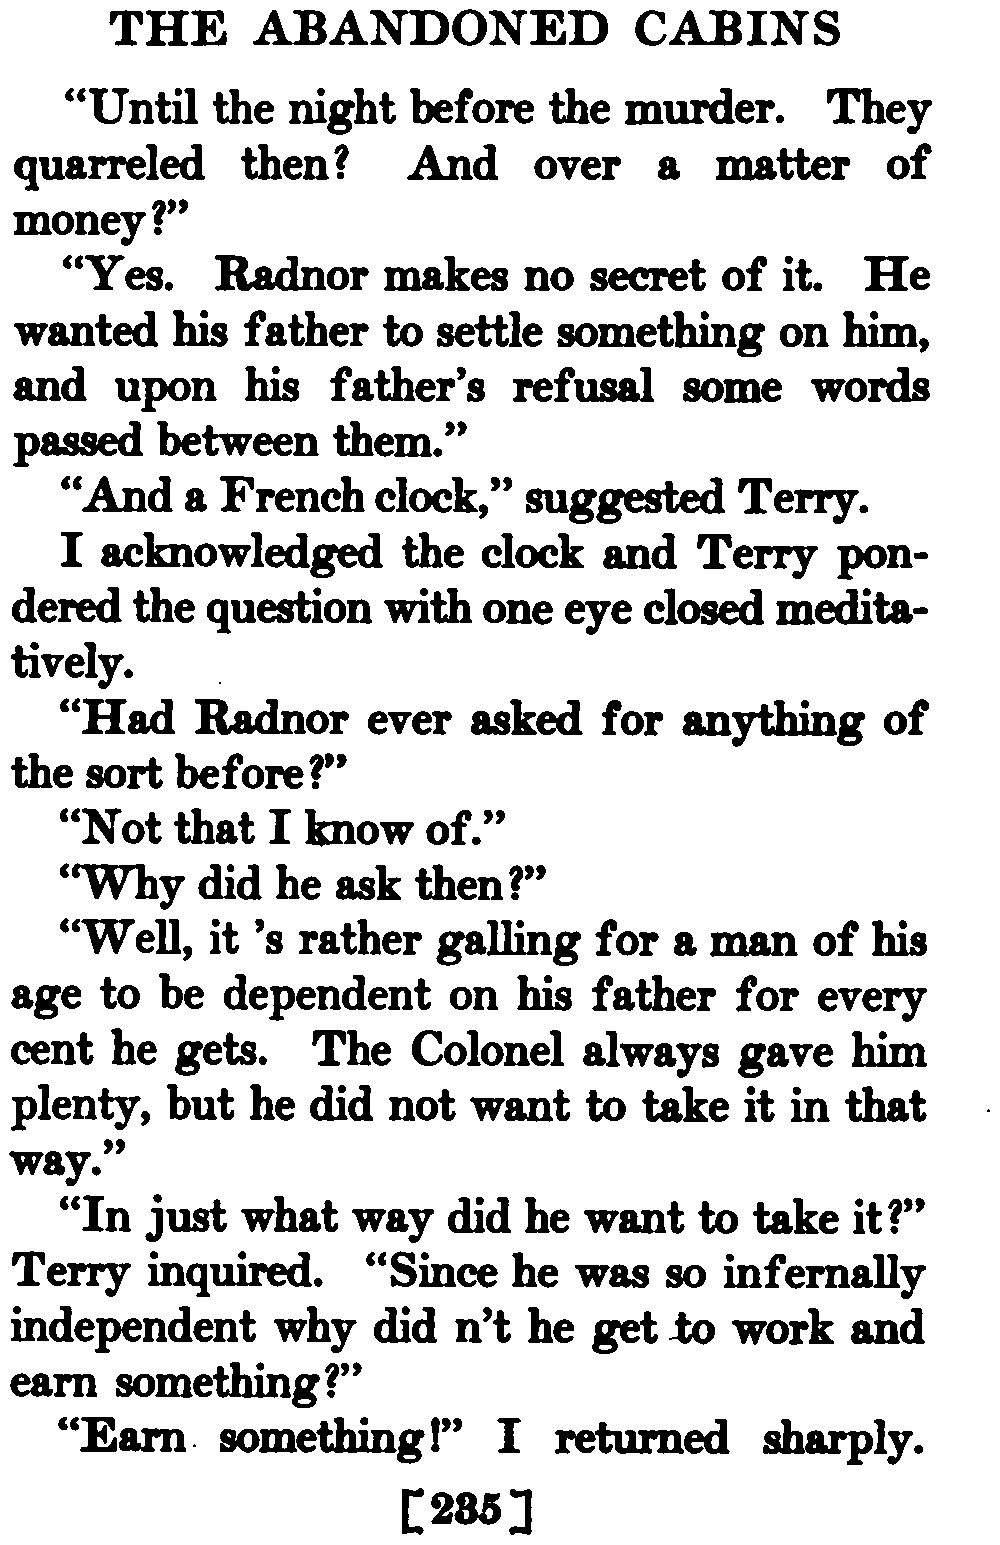 THE ABANDONED CABINS
“Until the night before the murder. They
quarreled then? And over a matter of
money?”
“Yes. Radnor makes no secret of it. He
wanted his father to settle something on him,
and upon his father’s refusal some words
passed between them.”
“And a French clock,” suggested Terry.
I acknowledged the clock and Terry pon-
dered the question with one eye closed medita-
tively.
“Had Radnor ever asked for anything of
the sort before?”
“Not that I know of.”
“Why did he ask then?”
“Well, it ’s rather galling for a man of his
age to be dependent on his father for every
cent he gets. The Colonel always gave him
plenty, but he did not want to take it in that
way.”
“In just what way did he want to take it?”
Terry inquired. “Since he was so infernally
independent why did n’t he get to work and
earn something?”
“Earn something!” I returned sharply.
[235]